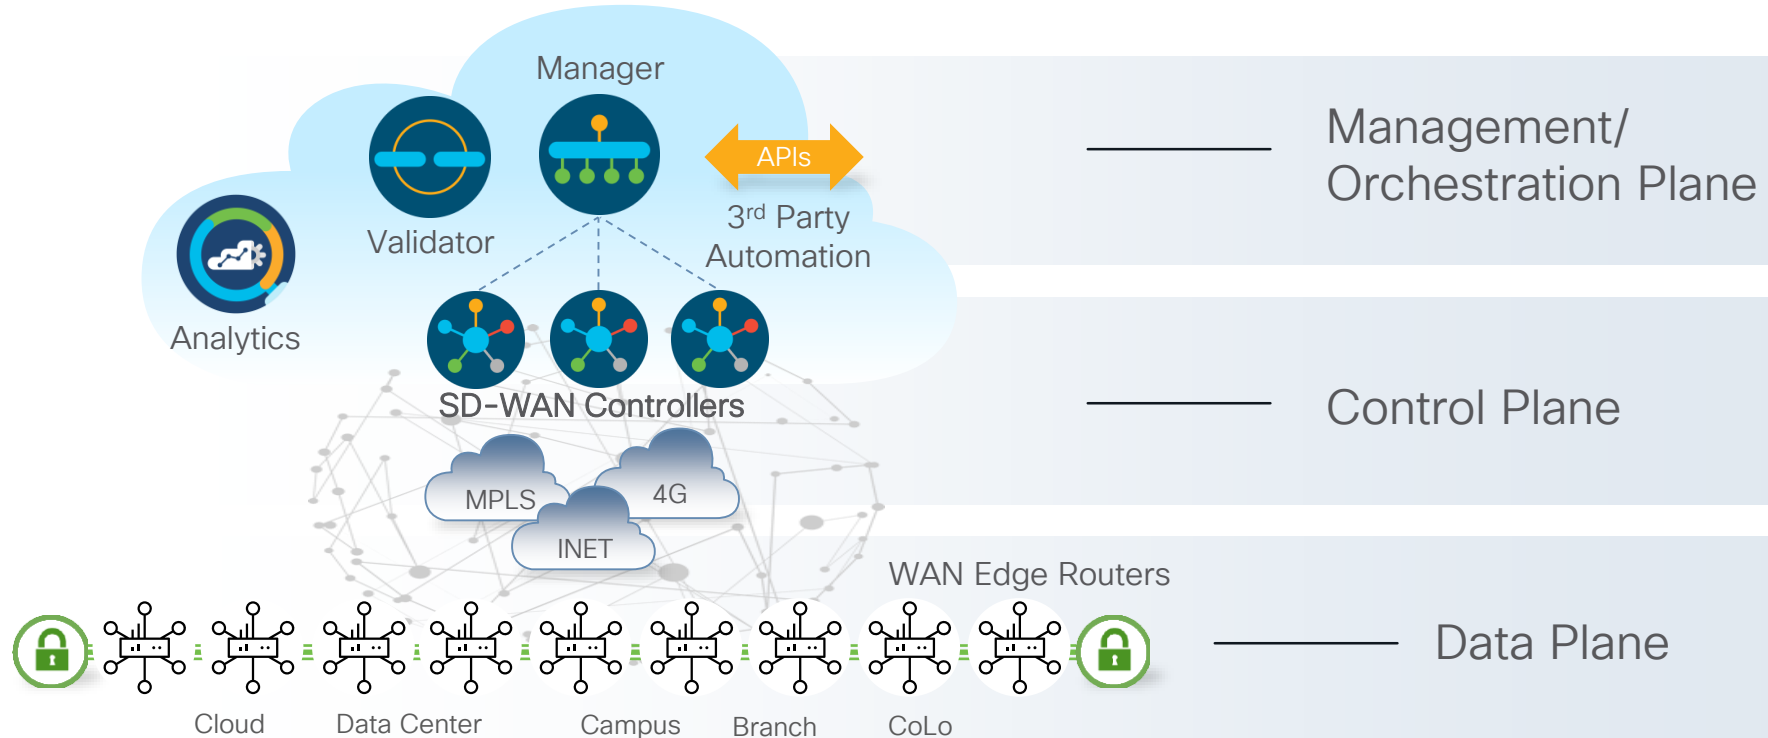 Manager
Management/
Orchestration Plane
APIs
3rd Party
Automation
Validator
Analytics
SD-WAN Controllers
Control Plane
MPLS
4G
INET
WAN Edge Routers
Data Plane
Cloud
Data Center
Campus
Branch
CoLo